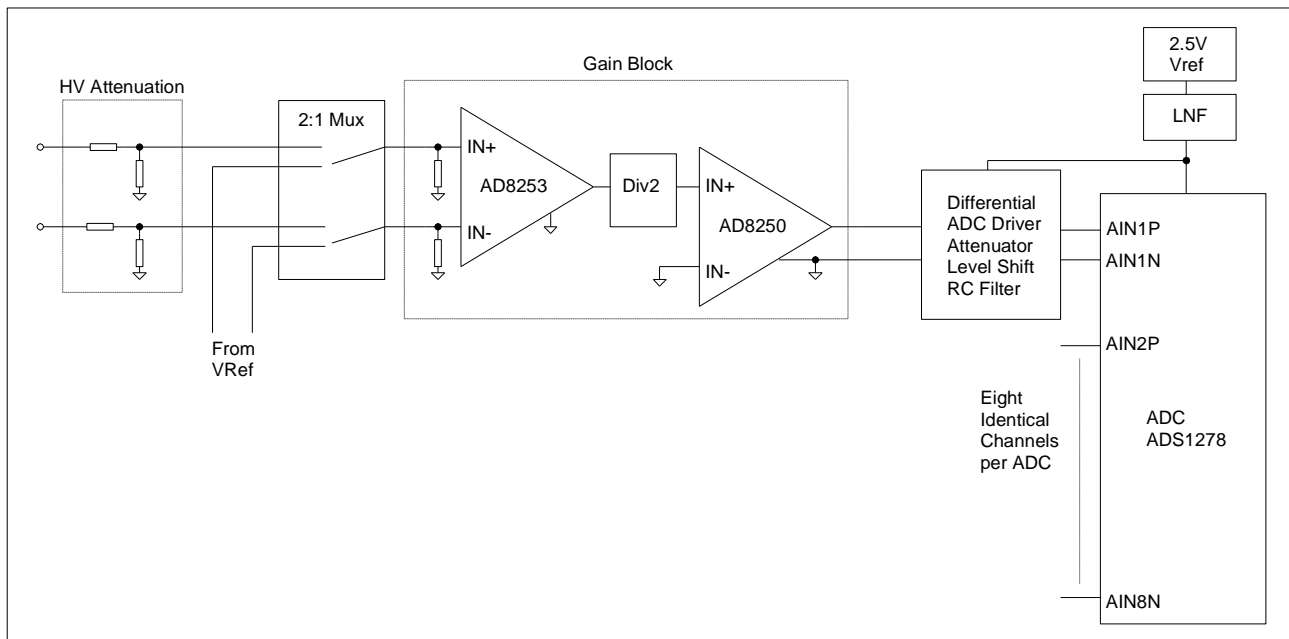 2.5V
Vref
Gain Block
HV Attenuation
LNF
2:1 Mux
IN+
AD8253
IN-
Div2
IN+
AD8250
IN-
Differential
ADC Driver
Attenuator
Level Shift
RC Filter
AIN1P
AIN1N
From
VRef
AIN2P
Eight
Identical
Channels
per ADC
ADC
ADS1278
AIN8N